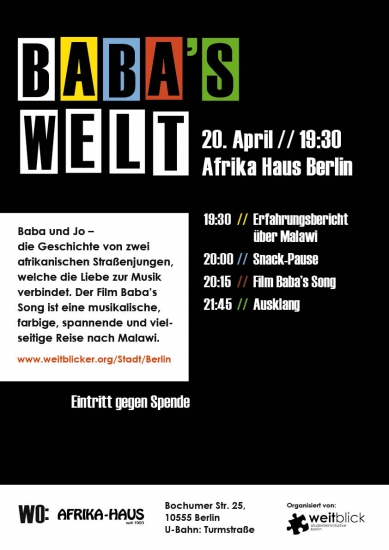 BABA'S
WELT
20. April // 19:30
Afrika Haus Berlin
19:30 // Erfahrungsbericht
über Malawi
20:00 // Snack-Pause
20:15 // Film Baba's Song
21:45 // Ausklang
Baba und Jo –
die Geschichte von zwei
afrikanischen Straßenjungen,
welche die Liebe zur Musik
verbindet. Der Film Baba's
Song ist eine musikalische,
farbige, spannende und viel-
seitige Reise nach Malawi.
www.weitblicker.org/Stadt/Berlin
Eintritt gegen Spende
WO: AFRIKA-HAUS
seit 1993
Bochumer Str. 25,
10555 Berlin
U-Bahn: Turmstraße
Organisiert von:
weitblick
studenteninitiative
berlin